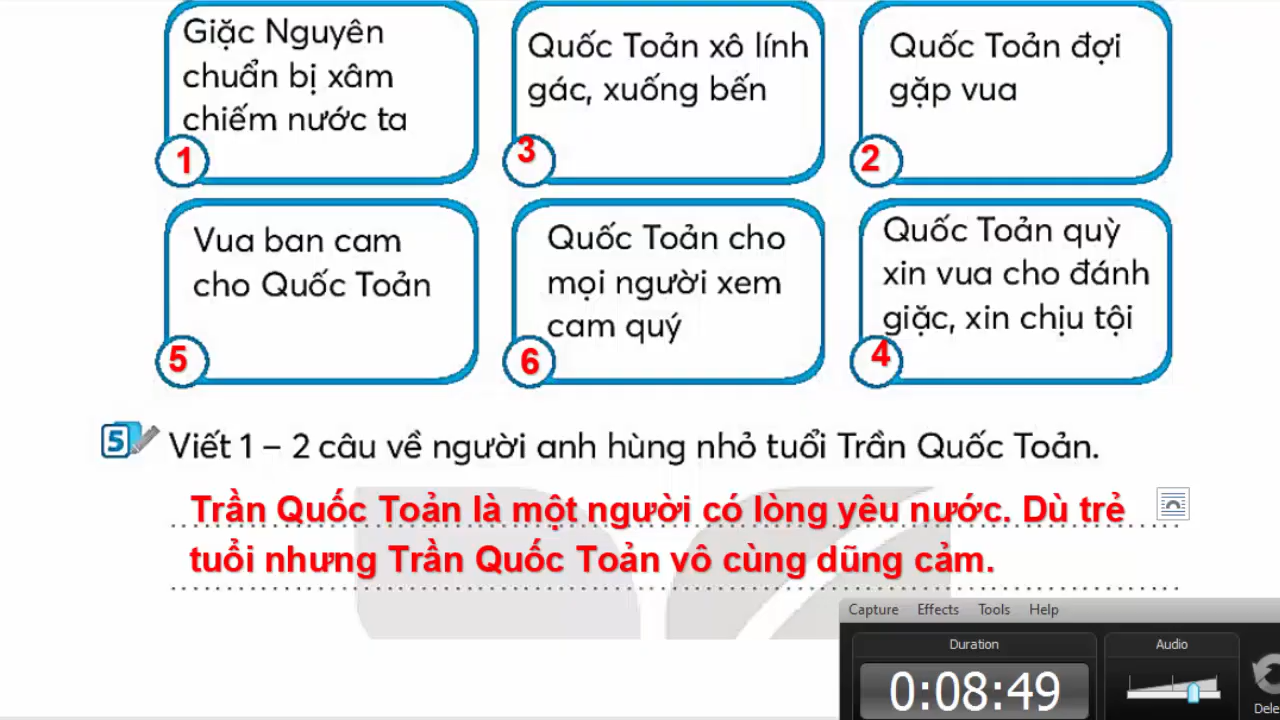 Giặc Nguyên
chuẩn bị xâm
chiếm nước ta
1
Quốc Toản xô lính
gác, xuống bến
3
Quốc Toản đợi
gặp vua
2
Vua ban cam
cho Quốc Toản
5
Quốc Toản cho
mọi người xem
cam quý
6
Quốc Toản quỳ
xin vua cho đánh
giặc, xin chịu tội
4
5 Viết 1 – 2 câu về người anh hùng nhỏ tuổi Trần Quốc Toản.
Trần Quốc Toản là một người có lòng yêu nước. Dù trẻ
tuổi nhưng Trần Quốc Toản vô cùng dũng cảm.
Capture Effects Tools Help
Duration
0:08:49
Audio
Dele